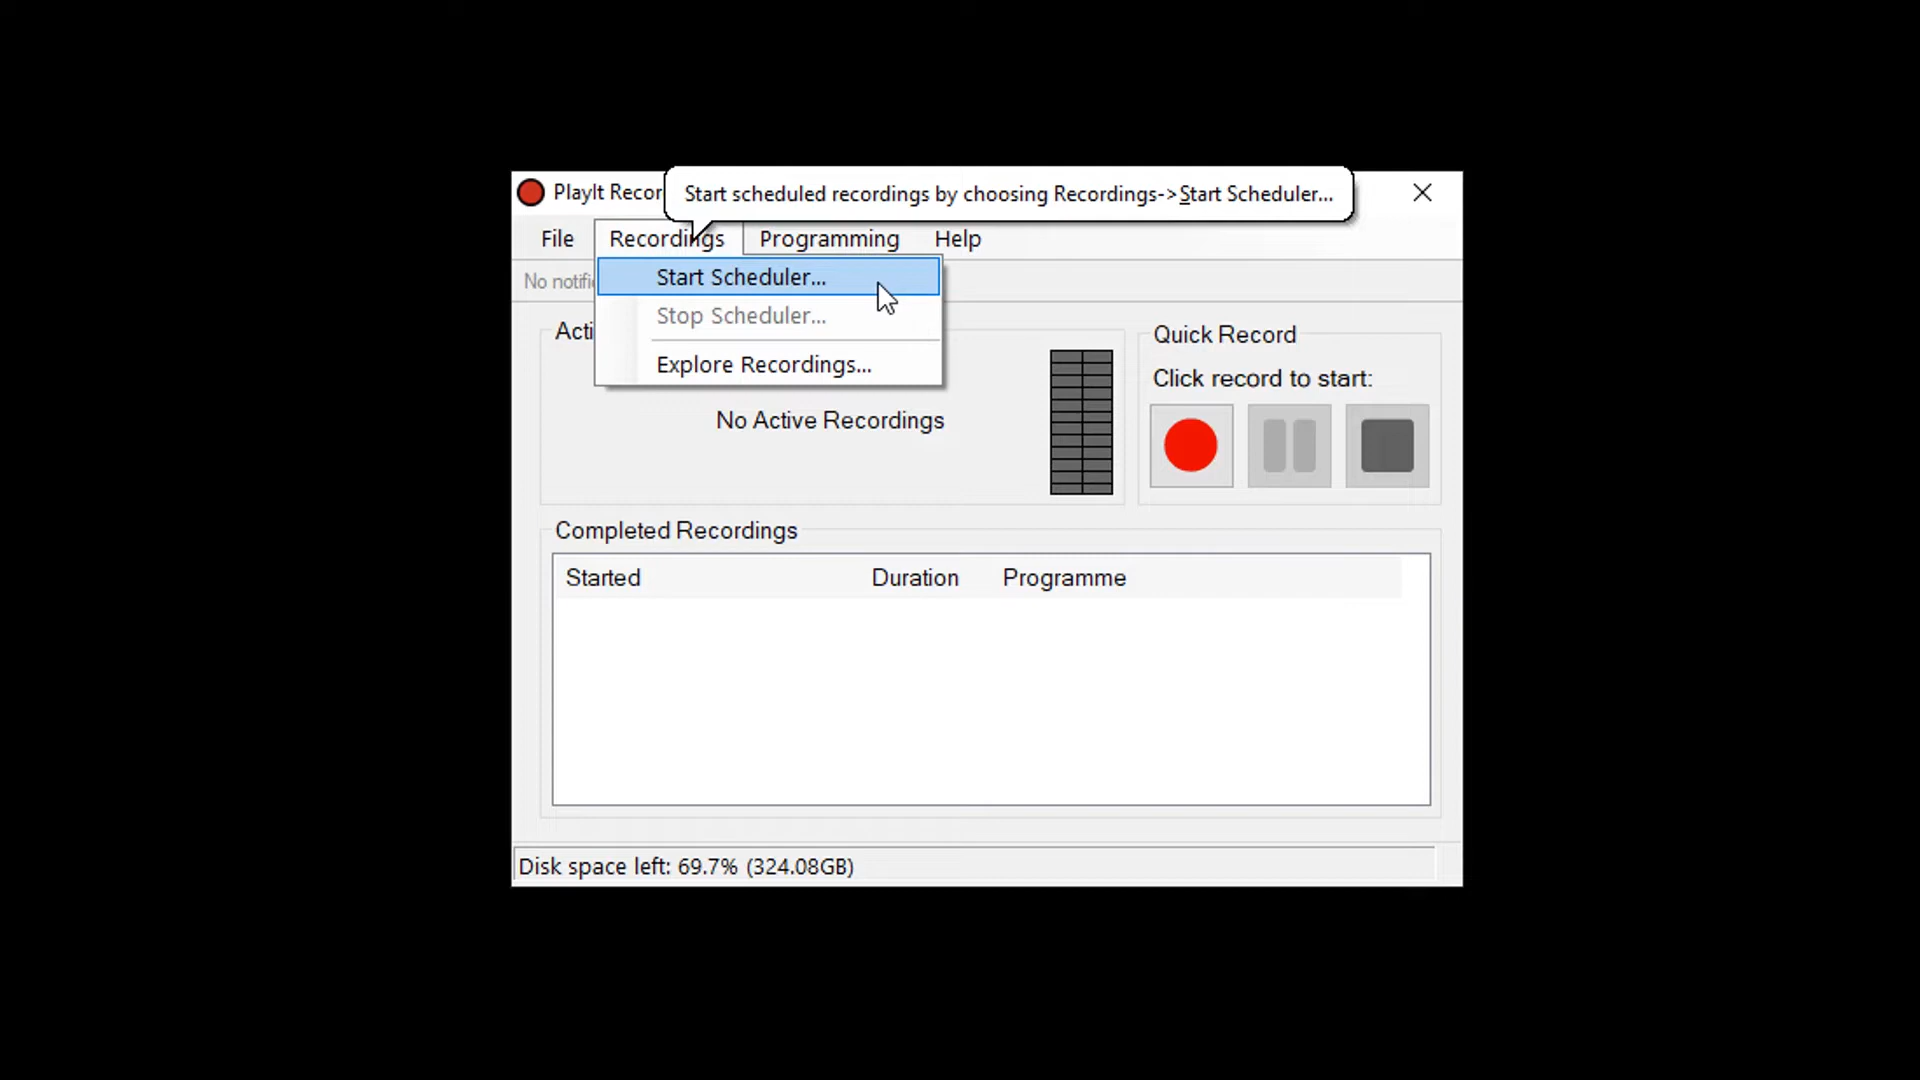 PlayIt Recor
Start scheduled recordings by choosing Recordings->Start Scheduler...
File Recordings Programming Help
Start Scheduler...
No notific
Stop Scheduler...
Explore Recordings...
Acti
No Active Recordings
Quick Record
Click record to start:
Completed Recordings
Started Duration Programme
Disk space left: 69.7% (324.08GB)